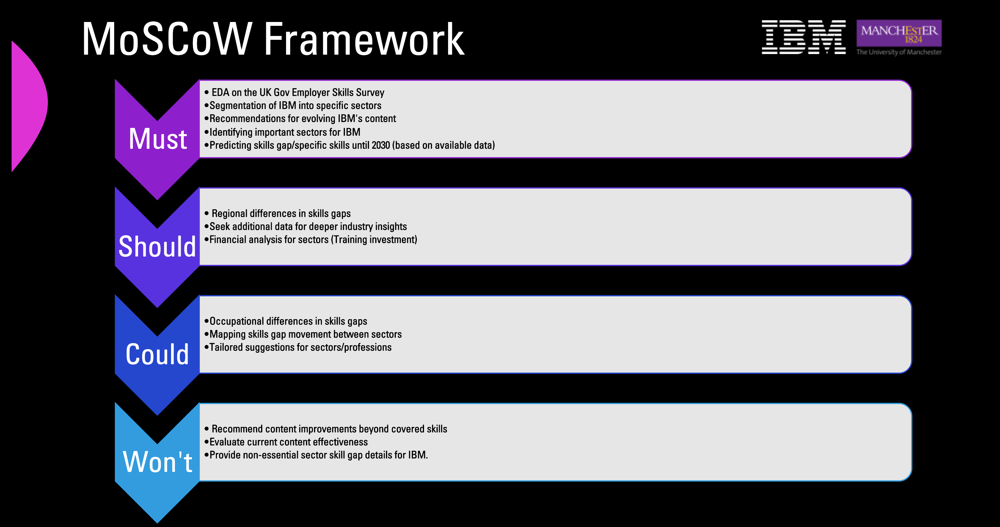 MoSCoW Framework
IBM
MANCHESTER
1824
The University of Manchester
Must
• EDA on the UK Gov Employer Skills Survey
•Segmentation of IBM into specific sectors
•Recommendations for evolving IBM's content
•Identifying important sectors for IBM
•Predicting skills gap/specific skills until 2030 (based on available data)
Should
• Regional differences in skills gaps
•Seek additional data for deeper industry insights
•Financial analysis for sectors (Training investment)
Could
•Occupational differences in skills gaps
•Mapping skills gap movement between sectors
•Tailored suggestions for sectors/professions
Won't
• Recommend content improvements beyond covered skills
•Evaluate current content effectiveness
•Provide non-essential sector skill gap details for IBM.